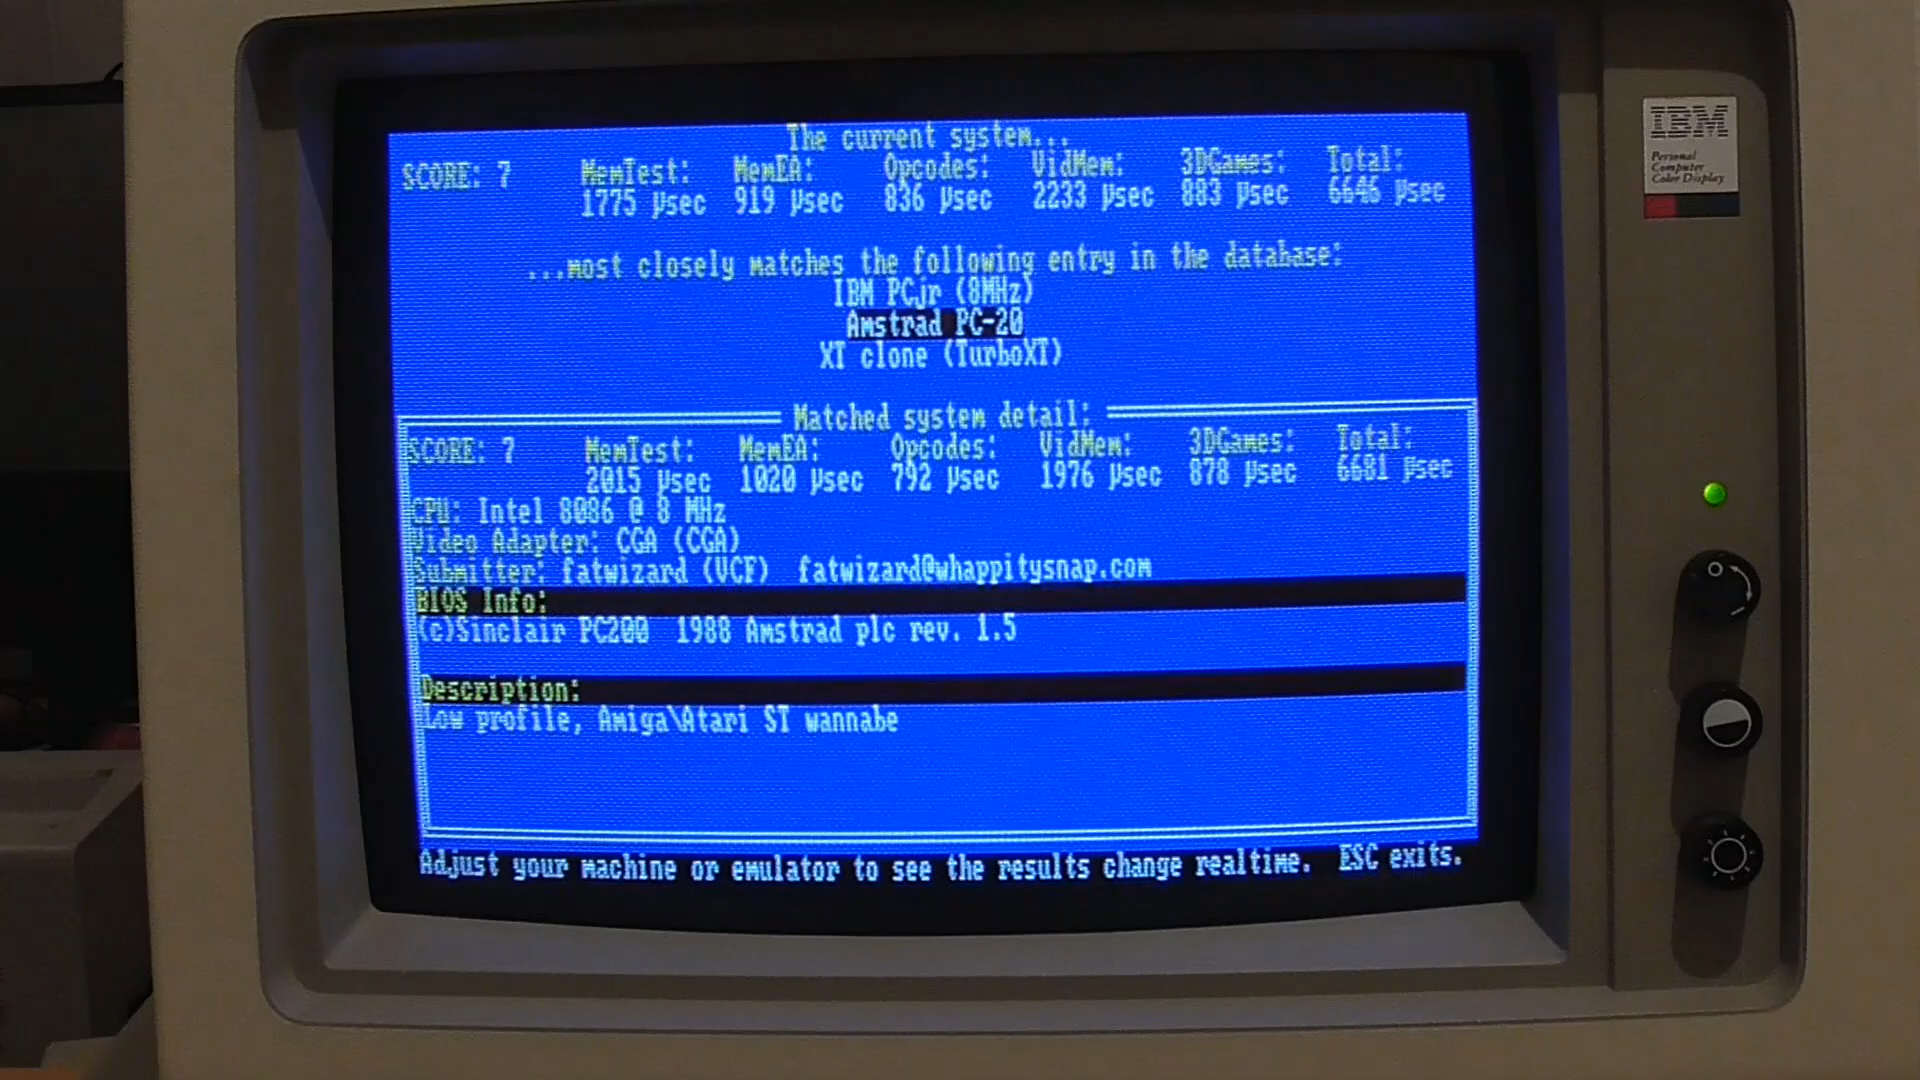 The current system...
SCORE: 7 MemTest: MemEA: Opcodes: VidMem: 3DGames: Total:
1775 µsec 919 µsec 836 µsec 2233 µsec 883 µsec 6646 µsec
...most closely matches the following entry in the database:
IBM PCjr (8MHz)
Amstrad PC-20
XT clone (TurboXT)
Matched system detail:
SCORE: 7 MemTest: MemEA: Opcodes: VidMem: 3DGames: Total:
2015 µsec 1020 µsec 792 µsec 1976 µsec 878 µsec 6681 µsec
CPU: Intel 8086 @ 8 MHz
Video Adapter: CGA (CGA)
Submitter: fatwizard (VCF) fatwizard@whappitysnap.com
BIOS Info:
(c)Sinclair PC200 1988 Amstrad plc rev. 1.5
Description:
Low profile, Amiga\Atari ST wannabe
Adjust your machine or emulator to see the results change realtime. ESC exits.
IBM
Personal
Computer
Color Display